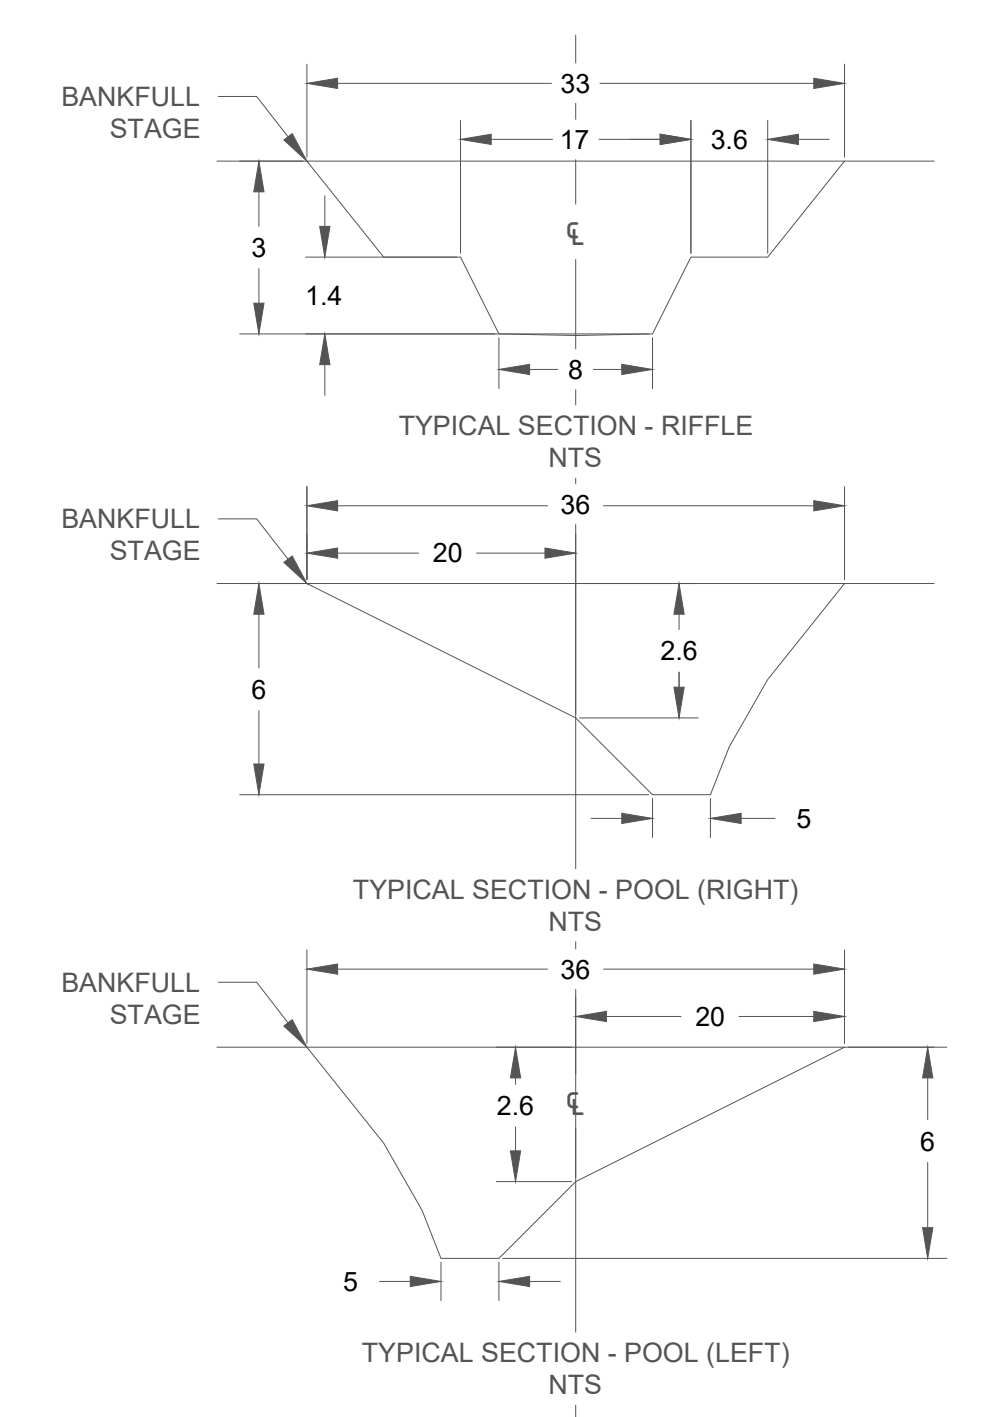 33
BANKFULL
STAGE
17
3.6
℄
3
1.4
8
TYPICAL SECTION - RIFFLE
NTS
36
BANKFULL
STAGE
20
2.6
6
5
TYPICAL SECTION - POOL (RIGHT)
NTS
36
BANKFULL
STAGE
20
2.6
℄
6
5
TYPICAL SECTION - POOL (LEFT)
NTS